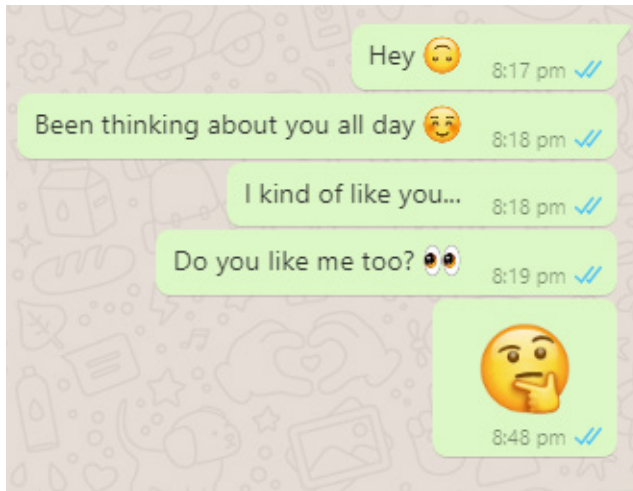 Hey 🙃 8:17 pm
Been thinking about you all day ☺️ 8:18 pm
I kind of like you... 8:18 pm
Do you like me too? 👀 8:19 pm
🤔
8:48 pm